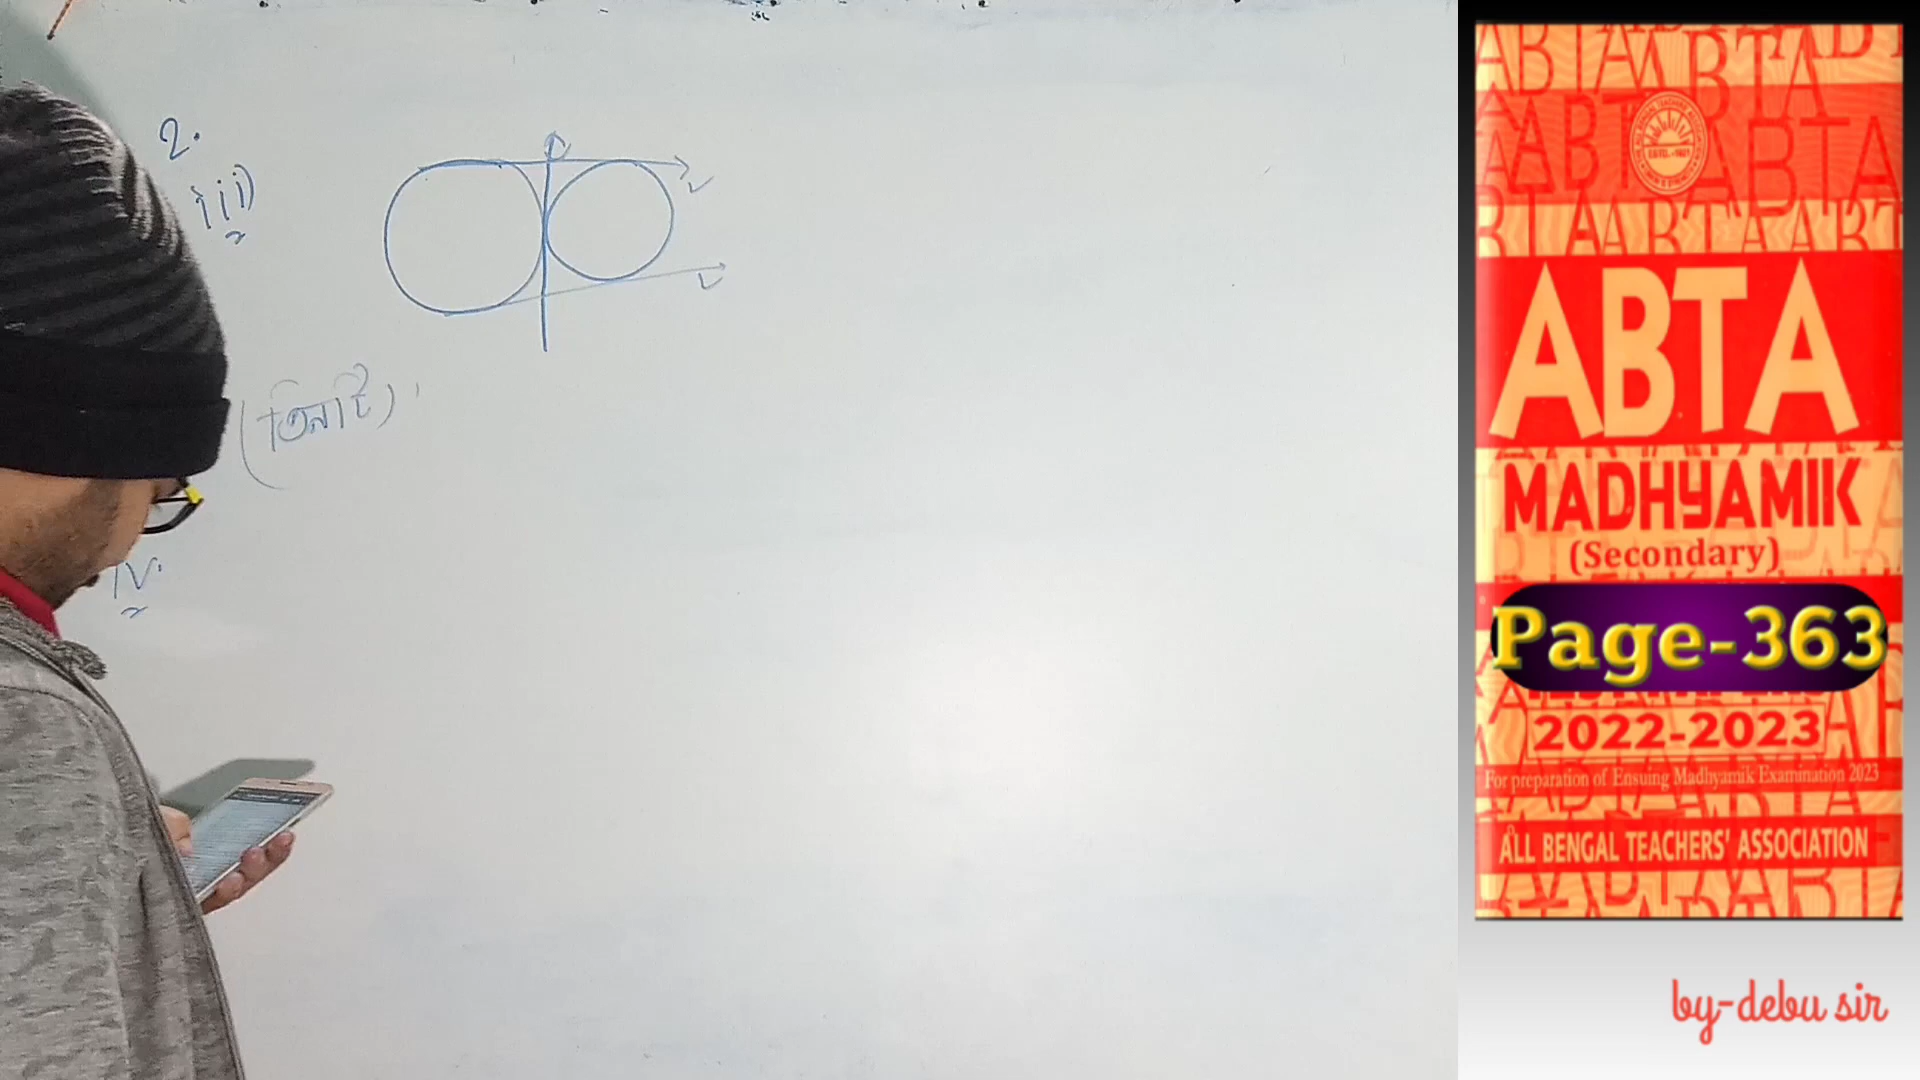 2.
iii)
(তিনটি)
iv.
ABTA
MADHYAMIK
(Secondary)
Page-363
2022-2023
For preparation of Ensuing Madhyamik Examination 2023
ALL BENGAL TEACHERS' ASSOCIATION
by-debu sir